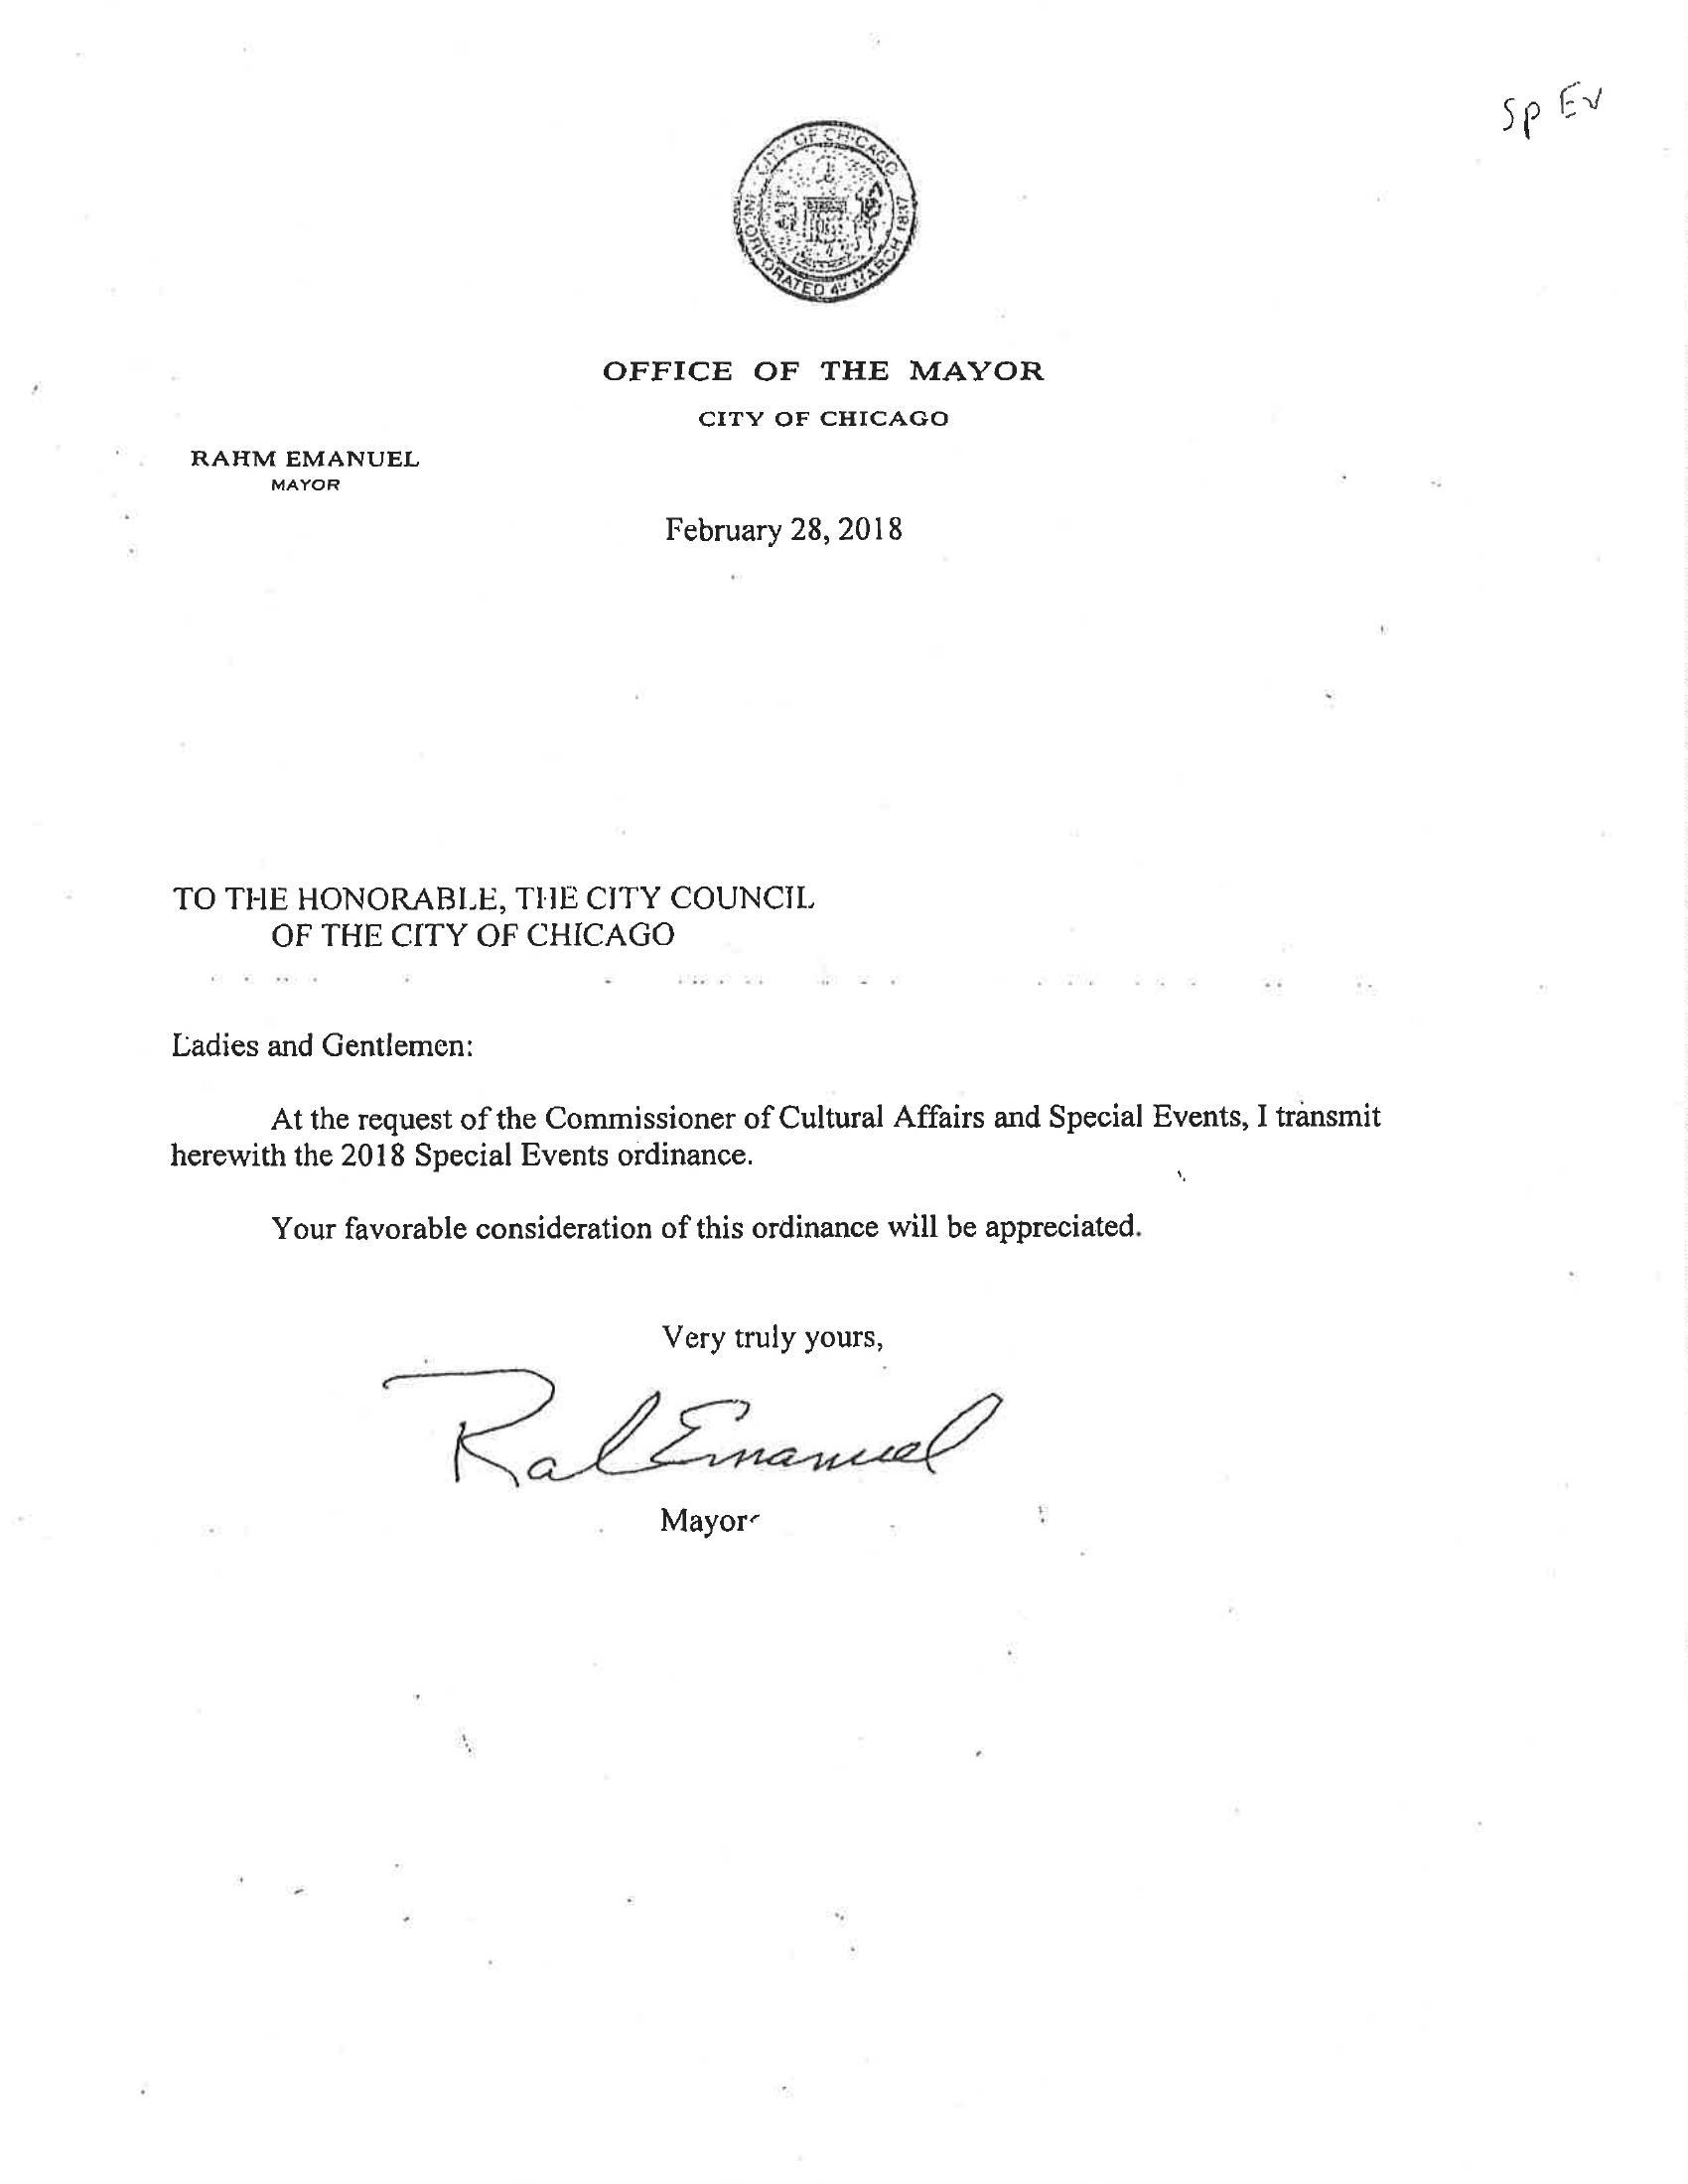 Sp Ev
CITY OF CHICAGO
INCORPORATED 4th MARCH 1837
OFFICE OF THE MAYOR
CITY OF CHICAGO
RAHM EMANUEL
MAYOR
February 28, 2018
TO THE HONORABLE, THE CITY COUNCIL
OF THE CITY OF CHICAGO
Ladies and Gentlemen:
At the request of the Commissioner of Cultural Affairs and Special Events, I transmit
herewith the 2018 Special Events ordinance.
Your favorable consideration of this ordinance will be appreciated.
Very truly yours,
Rahm Emanuel
Mayor